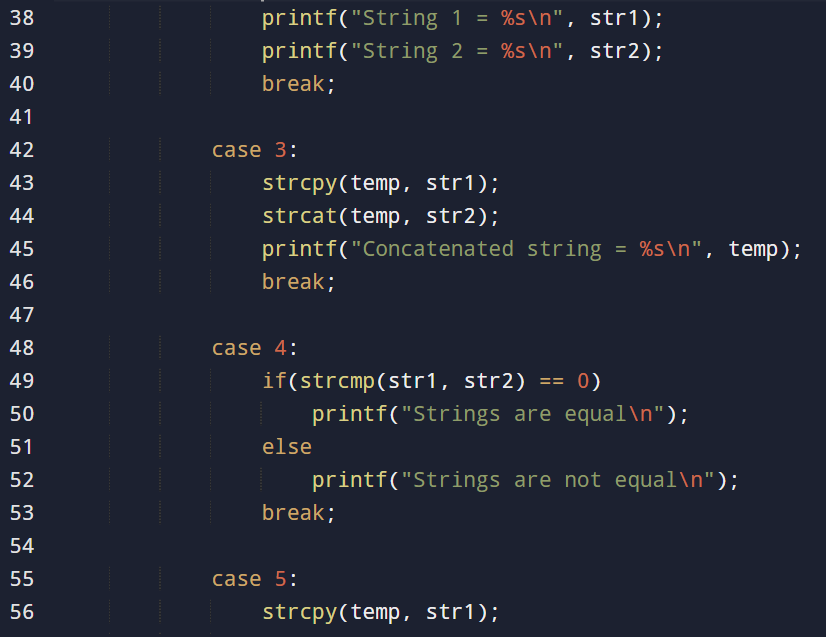 38 printf("String 1 = %s\n", str1);
39 printf("String 2 = %s\n", str2);
40 break;
41
42 case 3:
43 strcpy(temp, str1);
44 strcat(temp, str2);
45 printf("Concatenated string = %s\n", temp);
46 break;
47
48 case 4:
49 if(strcmp(str1, str2) == 0)
50 printf("Strings are equal\n");
51 else
52 printf("Strings are not equal\n");
53 break;
54
55 case 5:
56 strcpy(temp, str1);